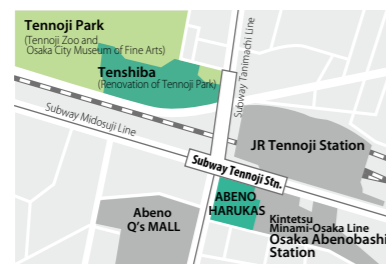 Tennoji Park
(Tennoji Zoo and
Osaka City Museum of Fine Arts)
Tenshiba
(Renovation of Tennoji Park)
Subway Tanimachi Line
Subway Midosuji Line
JR Tennoji Station
Subway Tennoji Stn.
ABENO
HARUKAS
Abeno
Q's MALL
Kintetsu
Minami-Osaka Line
Osaka Abenobashi
Station